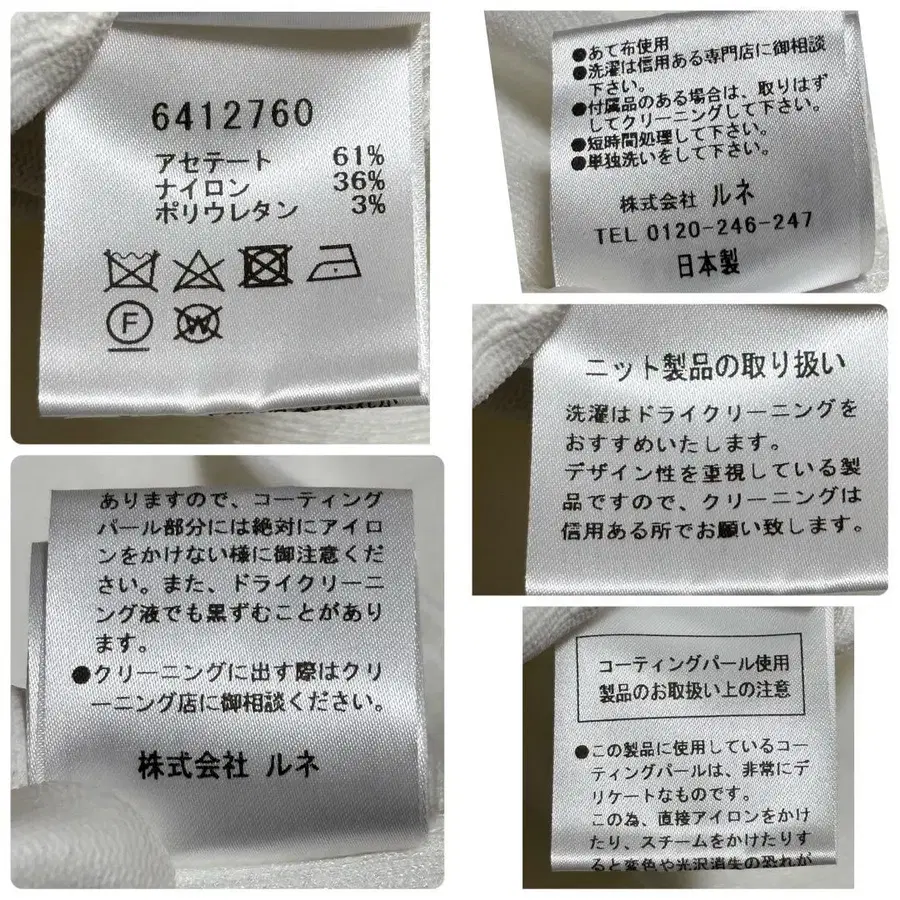 6412760
アセテート 61%
ナイロン 36%
ポリウレタン 3%
F
W
●あて布使用
●洗濯は信用ある専門店に御相談
下さい。
●付属品のある場合は、取りはず
してクリーニングして下さい。
●短時間処理して下さい。
●単独洗いをして下さい。
株式会社 ルネ
TEL 0120-246-247
日本製
ニット製品の取り扱い
洗濯はドライクリーニングを
おすすめいたします。
デザイン性を重視している製
品ですので、クリーニングは
信用ある所でお願い致します。
ありますので、コーティング
パール部分には絶対にアイロ
ンをかけない様に御注意くだ
さい。また、ドライクリーニ
ング液でも黒ずむことがあり
ます。
●クリーニングに出す際はクリ
ーニング店に御相談ください。
株式会社 ルネ
コーティングパール使用
製品のお取扱い上の注意
●この製品に使用しているコー
ティングパールは、非常にデ
リケートなものです。
この為、直接アイロンをかけ
たり、スチームをかけたりす
ると変色や光沢消失の恐れが